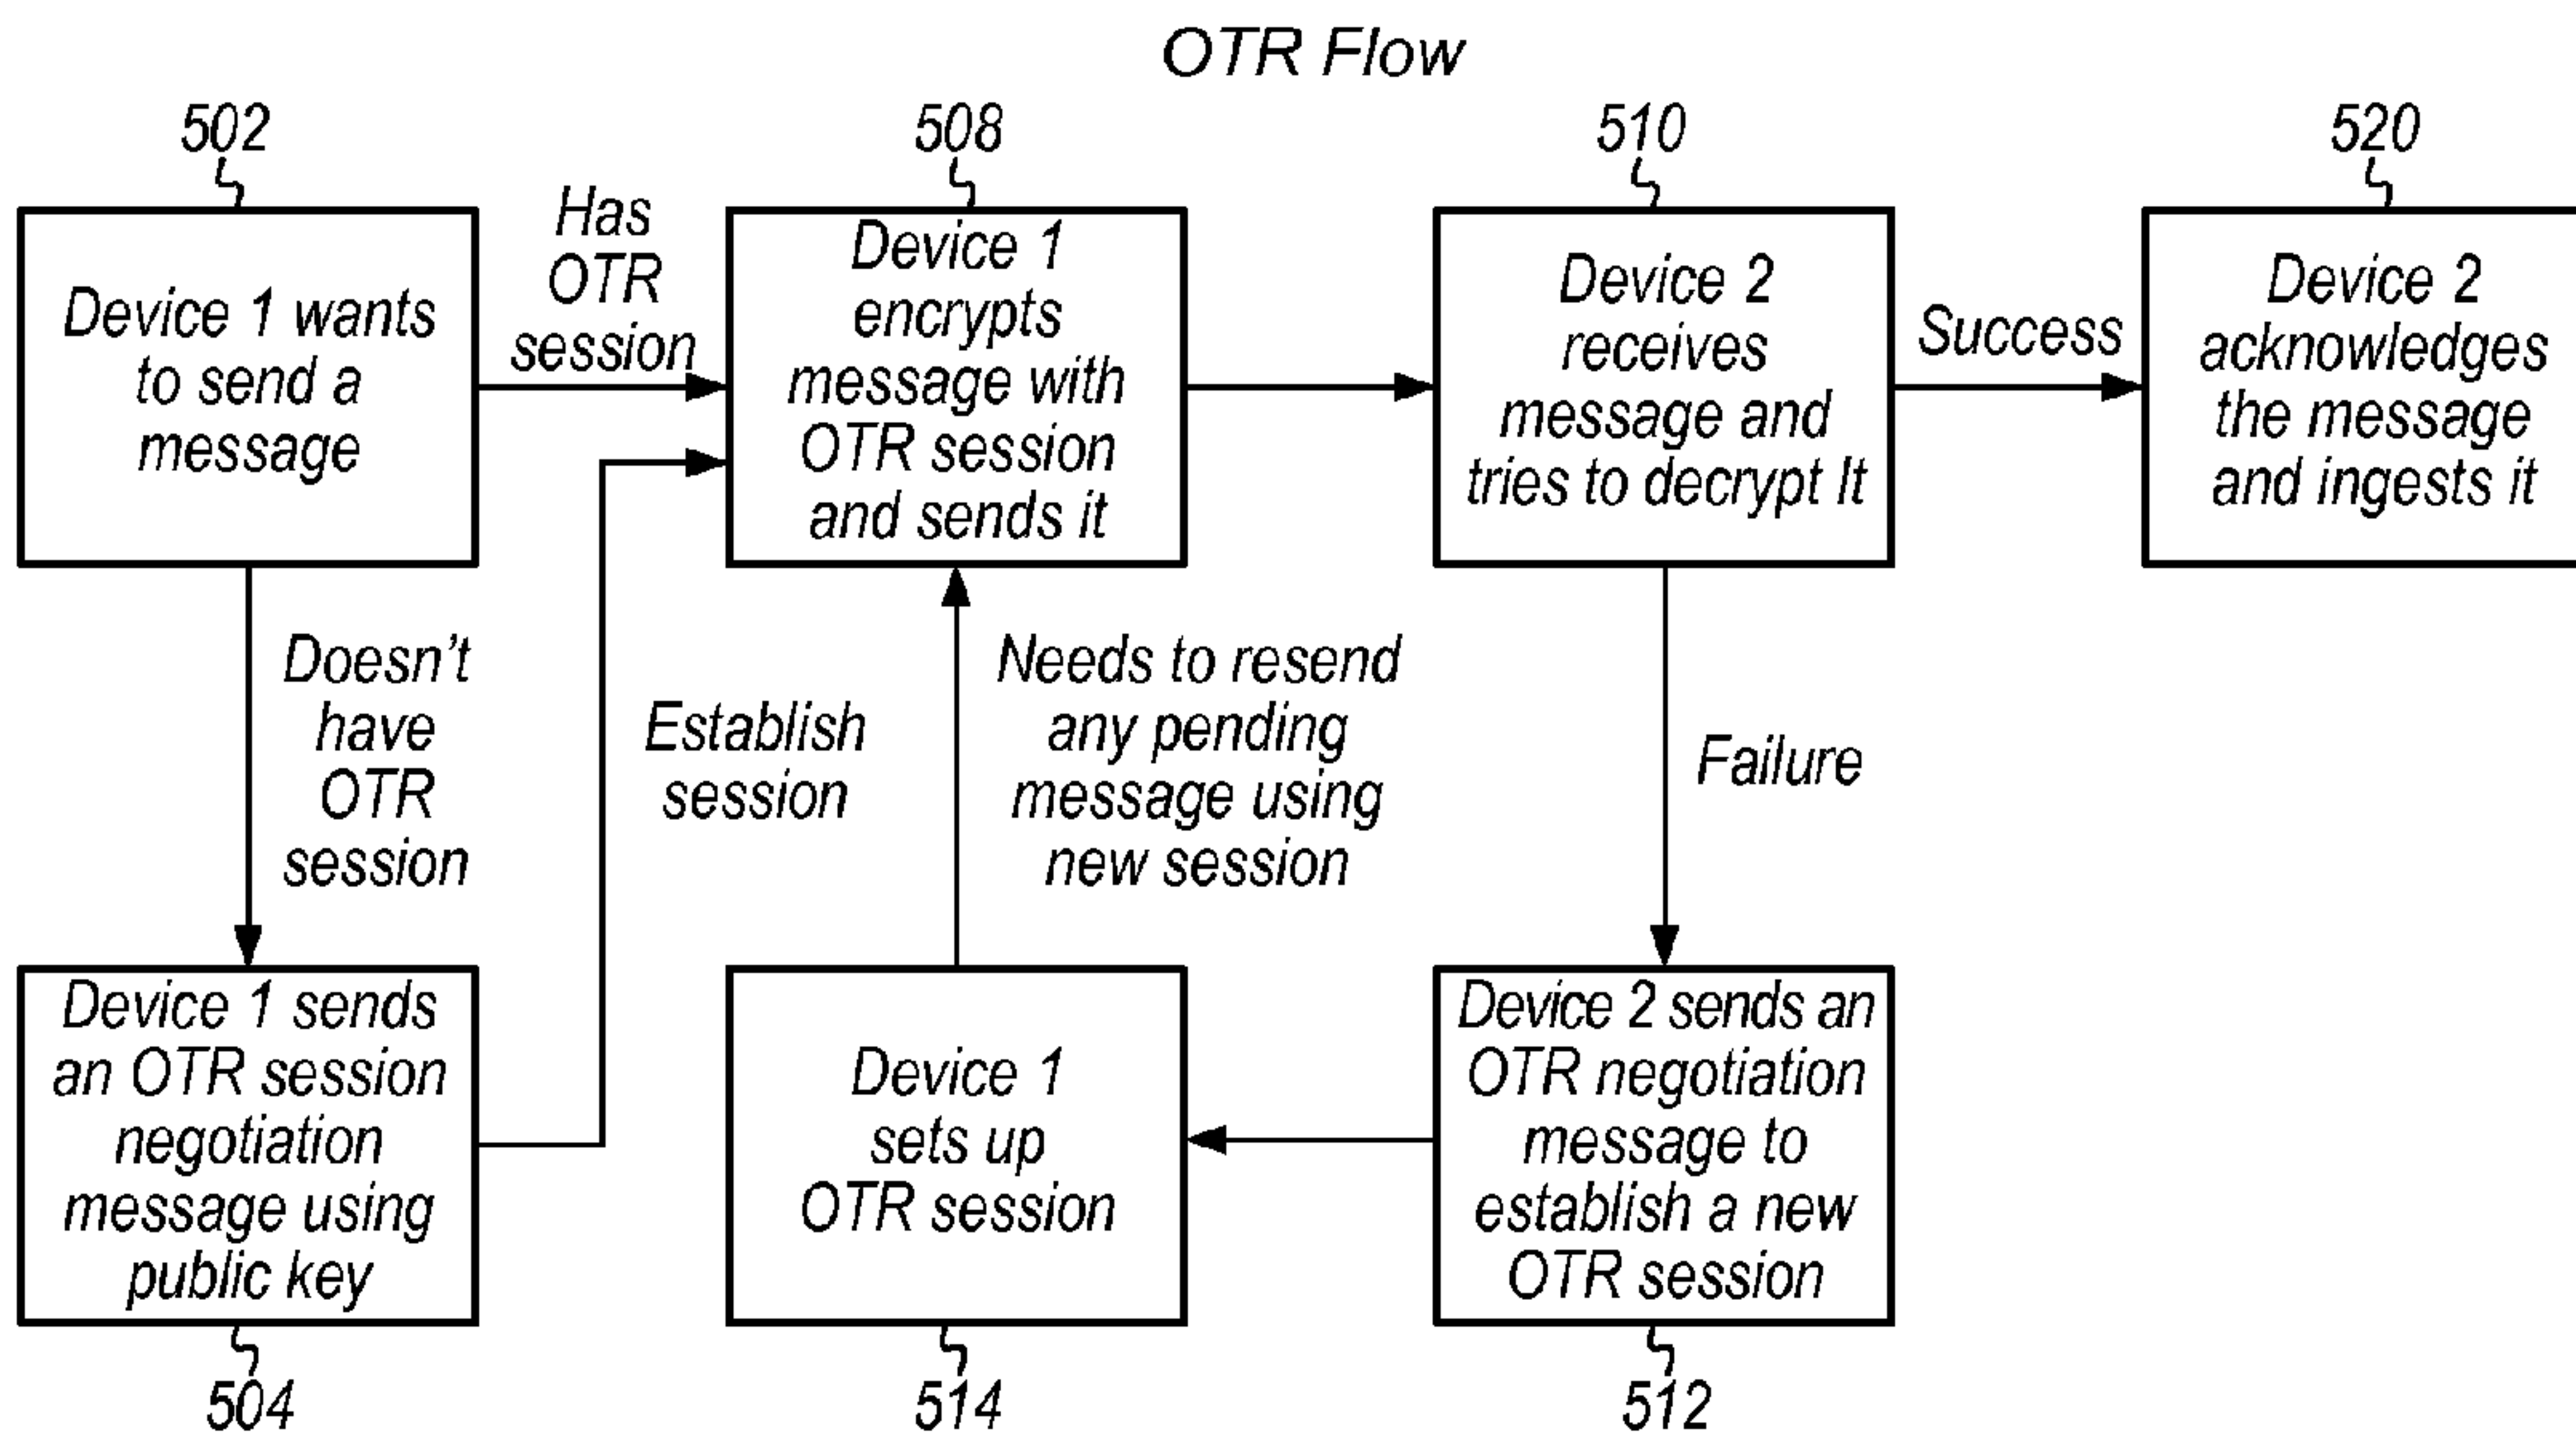 OTR Flow
502
508
510
520
Device 1 wants
to send a
message
Has
OTR
session
Device 1
encrypts
message with
OTR session
and sends it
Device 2
receives
message and
tries to decrypt It
Success
Device 2
acknowledges
the message
and ingests it
Doesn't
have
OTR
session
Establish
session
Needs to resend
any pending
message using
new session
Failure
Device 1 sends
an OTR session
negotiation
message using
public key
Device 1
sets up
OTR session
Device 2 sends an
OTR negotiation
message to
establish a new
OTR session
504
514
512